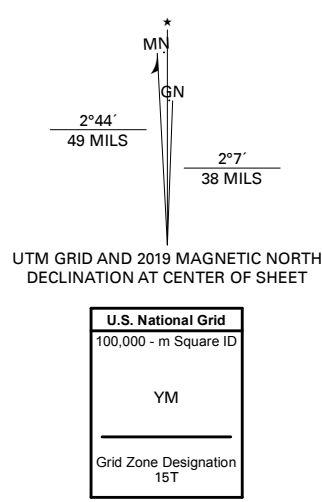 MN
GN
2°44´
49 MILS
2°7´
38 MILS
UTM GRID AND 2019 MAGNETIC NORTH
DECLINATION AT CENTER OF SHEET
U.S. National Grid
100,000 - m Square ID
YM
Grid Zone Designation
15T